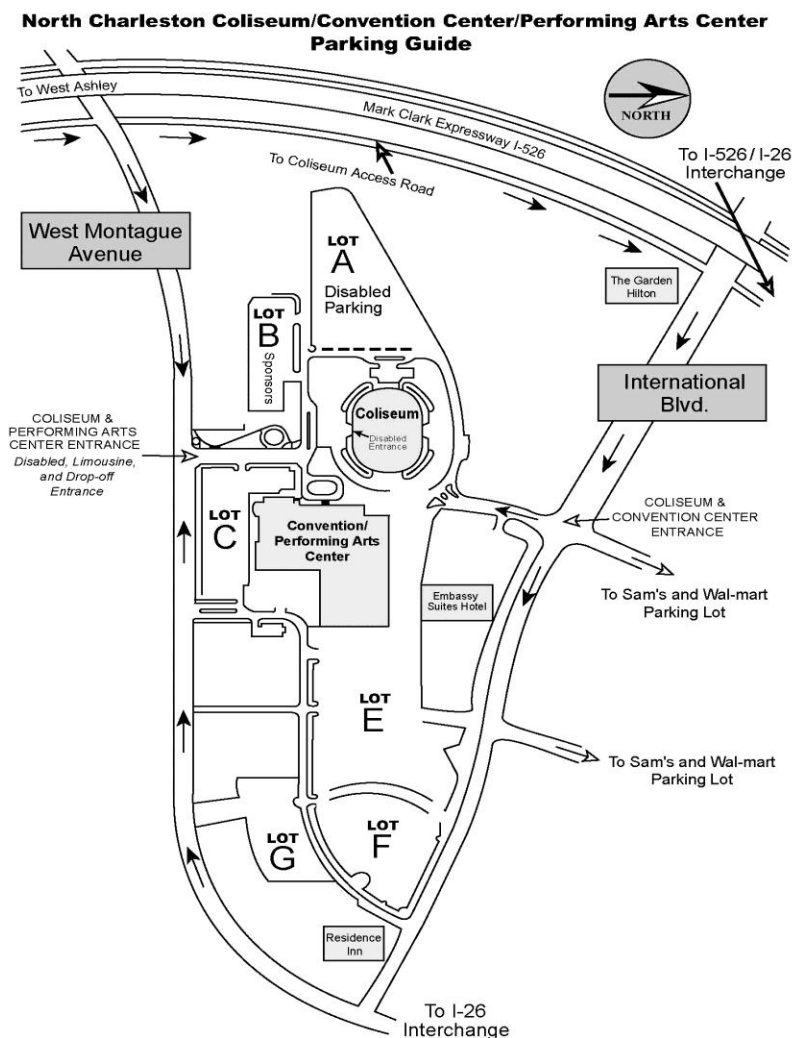 North Charleston Coliseum/Convention Center/Performing Arts Center
Parking Guide
To West Ashley
Mark Clark Expressway I-526
NORTH
To Coliseum Access Road
To I-526/I-26
Interchange
West Montague
Avenue
LOT
A
Disabled
Parking
The Garden
Hilton
LOT
B
Sponsors
International
Blvd.
Coliseum
Disabled
Entrance
COLISEUM &
PERFORMING ARTS
CENTER ENTRANCE
Disabled, Limousine,
and Drop-off
Entrance
COLISEUM &
CONVENTION CENTER
ENTRANCE
LOT
C
Convention/
Performing Arts
Center
Embassy
Suites Hotel
To Sam's and Wal-mart
Parking Lot
LOT
E
To Sam's and Wal-mart
Parking Lot
LOT
F
LOT
G
Residence
Inn
To I-26
Interchange